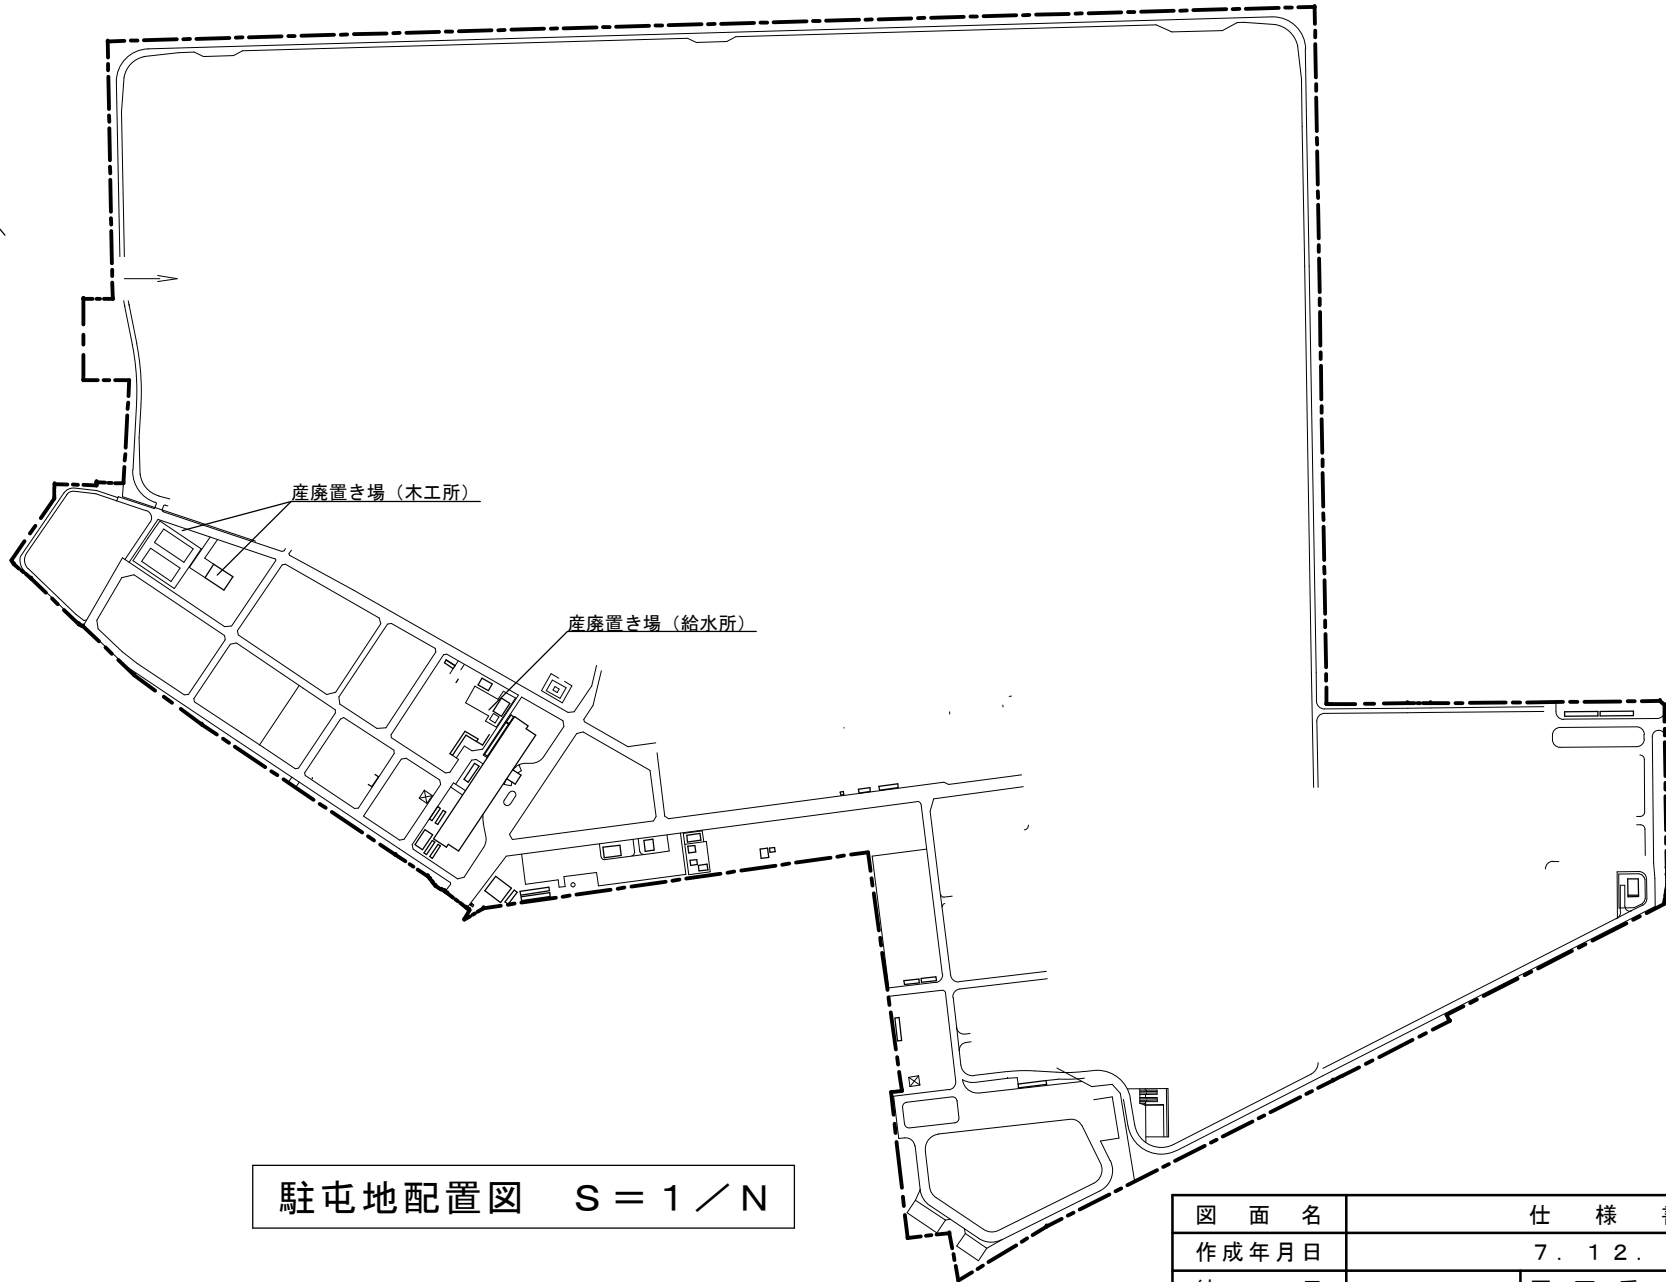 産廃置き場（木工所）
産廃置き場（給水所）
駐屯地配置図　Ｓ＝１／Ｎ
図面名　仕様
作成年月日　７．１２．